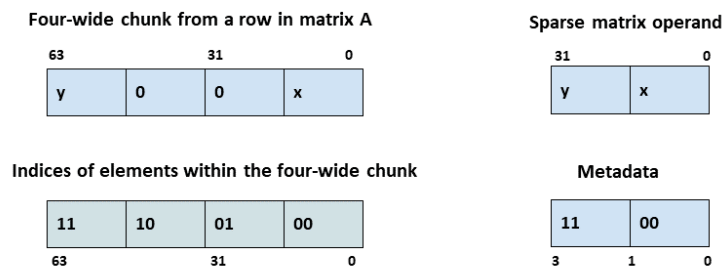 Four-wide chunk from a row in matrix A
63 31 0
y 0 0 x
Sparse matrix operand
31 0
y x
Indices of elements within the four-wide chunk
11 10 01 00
63 31 0
Metadata
11 00
3 1 0